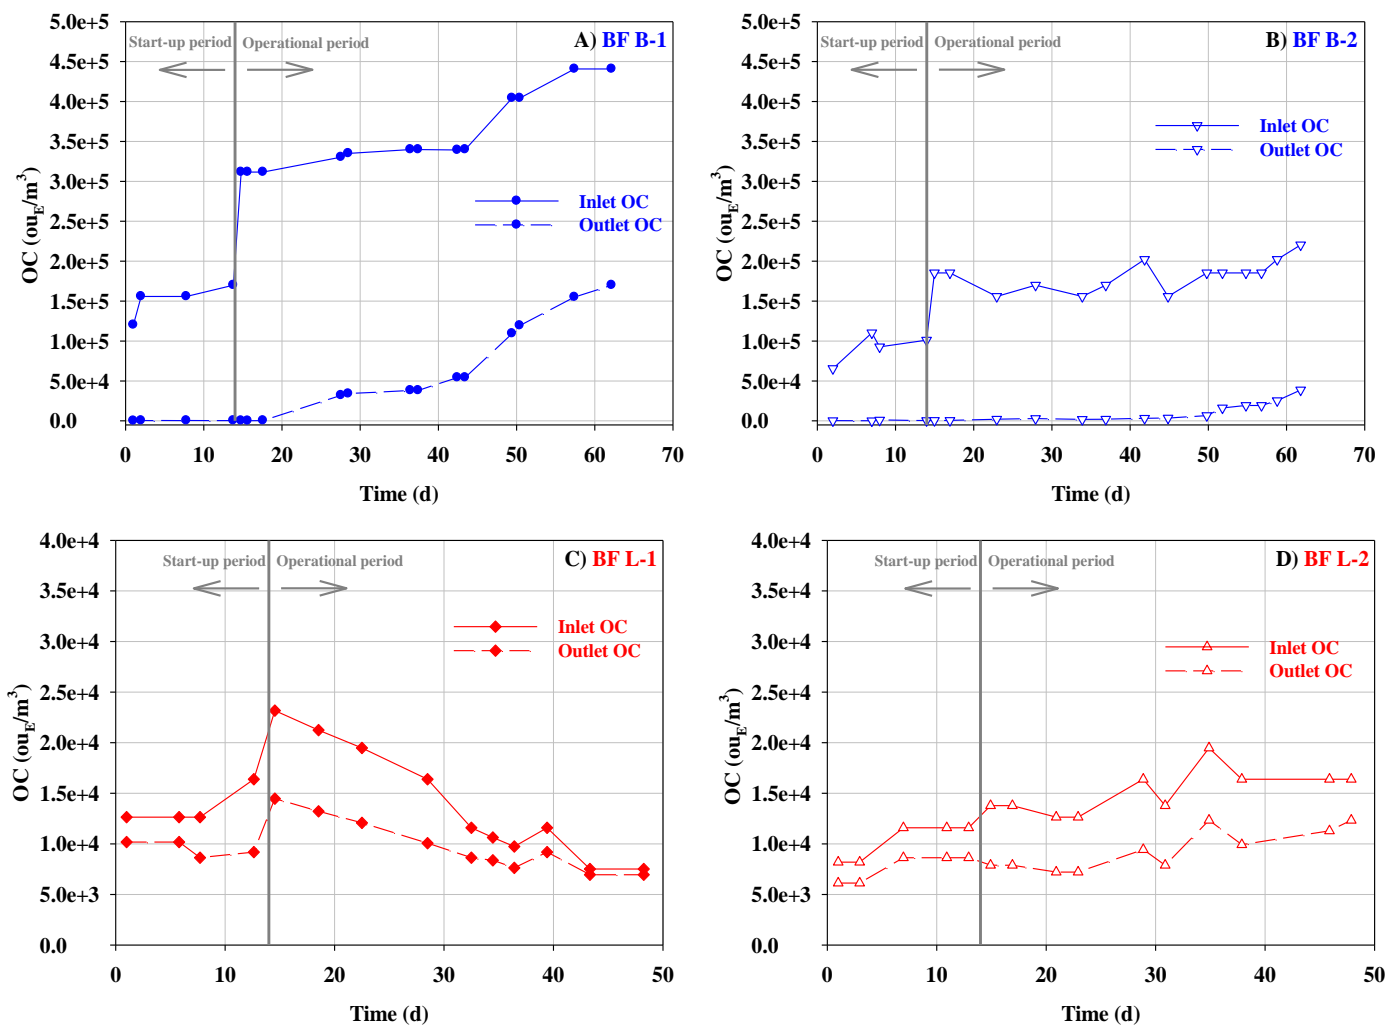 A) BF B-1
Start-up period
Operational period
OC (ouE/m3)
5.0e+5
4.5e+5
4.0e+5
3.5e+5
3.0e+5
2.5e+5
2.0e+5
1.5e+5
1.0e+5
5.0e+4
0.0
Inlet OC
Outlet OC
0 10 20 30 40 50 60 70
Time (d)
B) BF B-2
Start-up period
Operational period
OC (ouE/m3)
5.0e+5
4.5e+5
4.0e+5
3.5e+5
3.0e+5
2.5e+5
2.0e+5
1.5e+5
1.0e+5
5.0e+4
0.0
Inlet OC
Outlet OC
0 10 20 30 40 50 60 70
Time (d)
C) BF L-1
Start-up period
Operational period
OC (ouE/m3)
4.0e+4
3.5e+4
3.0e+4
2.5e+4
2.0e+4
1.5e+4
1.0e+4
5.0e+3
0.0
Inlet OC
Outlet OC
0 10 20 30 40 50
Time (d)
D) BF L-2
Start-up period
Operational period
OC (ouE/m3)
4.0e+4
3.5e+4
3.0e+4
2.5e+4
2.0e+4
1.5e+4
1.0e+4
5.0e+3
0.0
Inlet OC
Outlet OC
0 10 20 30 40 50
Time (d)